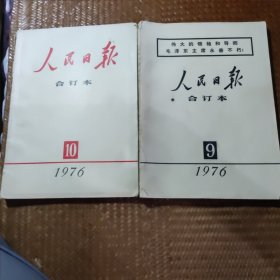 人民日报
合订本
10
1976
伟大的领袖和导师
毛泽东主席永垂不朽！
人民日报
合订本
9
1976